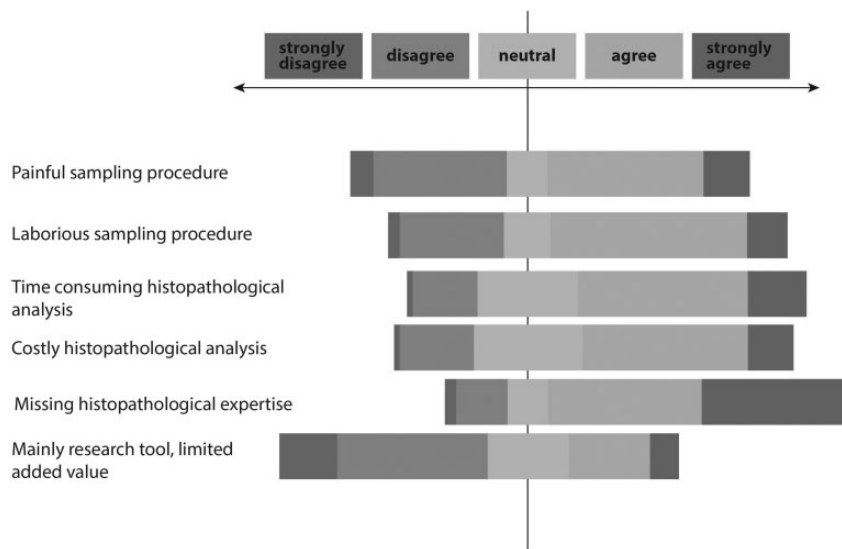 strongly
disagree
disagree
neutral
agree
strongly
agree
Painful sampling procedure
Laborious sampling procedure
Time consuming histopathological
analysis
Costly histopathological analysis
Missing histopathological expertise
Mainly research tool, limited
added value